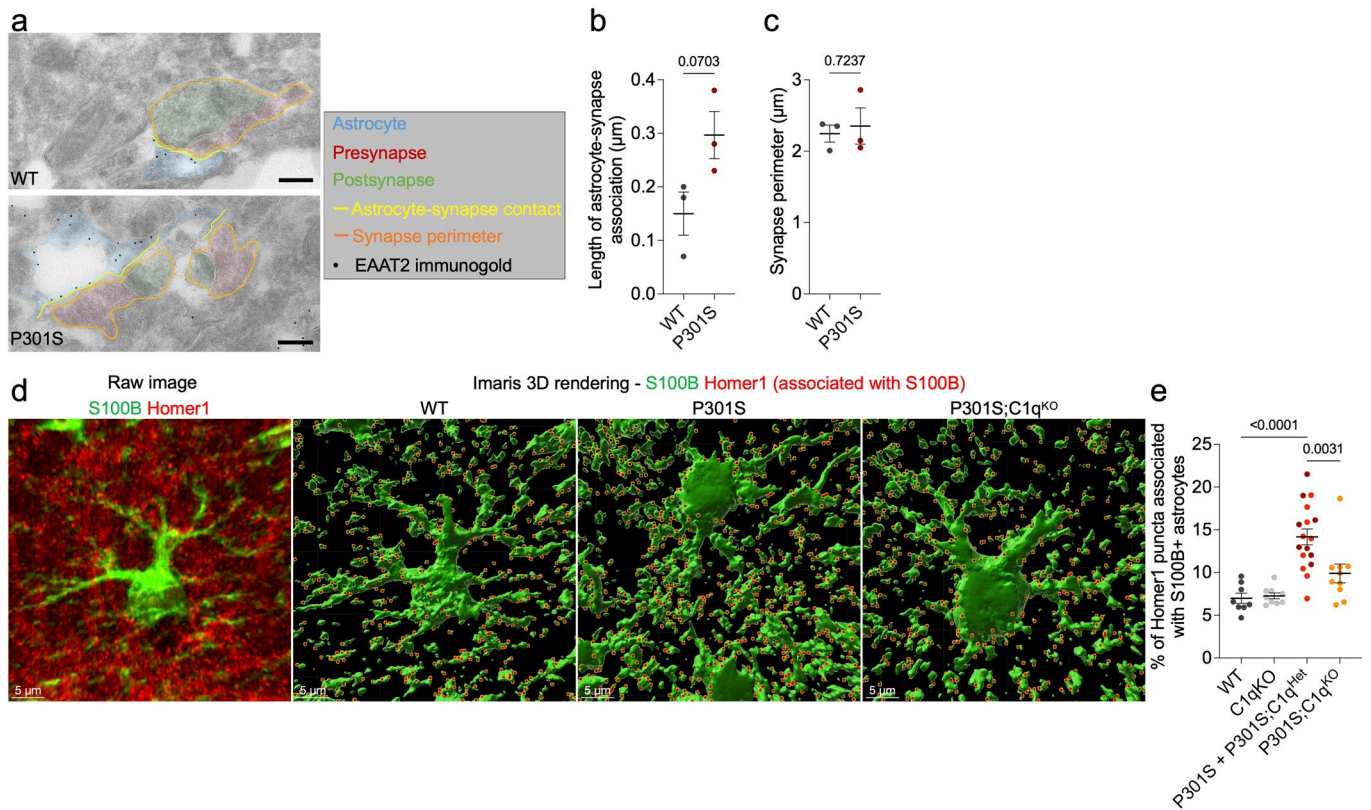 a
WT
P301S
Astrocyte
Presynapse
Postsynapse
Astrocyte-synapse contact
Synapse perimeter
EAAT2 immunogold
b
0.0703
Length of astrocyte-synapse
association (μm)
0.4
0.3
0.2
0.1
0.0
WT
P301S
c
0.7237
Synapse perimeter (μm)
3
2
1
0
WT
P301S
d
Raw image
S100B Homer1
5 μm
Imaris 3D rendering - S100B Homer1 (associated with S100B)
WT
5 μm
P301S
5 μm
P301S;C1qKO
5 μm
e
<0.0001
0.0031
% of Homer1 puncta associated
with S100B+ astrocytes
25
20
15
10
5
0
WT
C1qKO
P301S + P301S;C1qHet
P301S;C1qKO